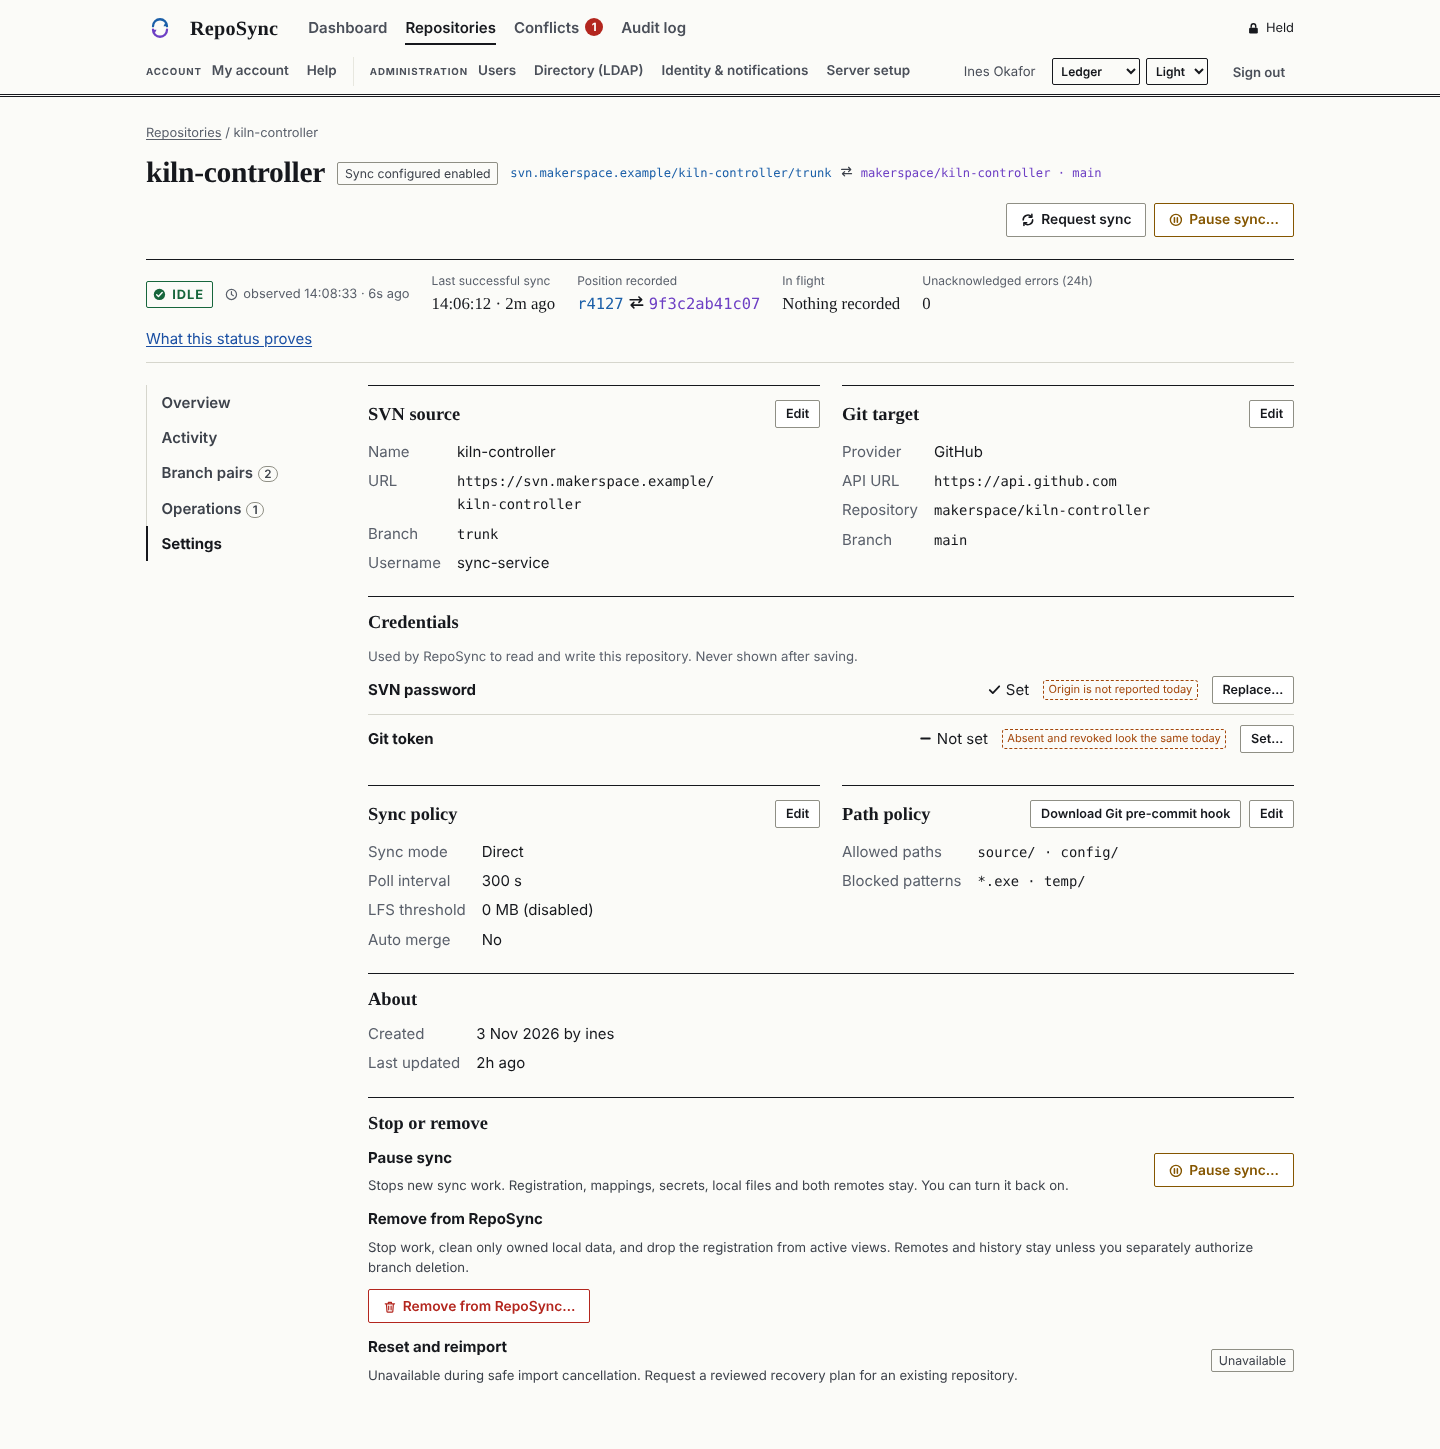 RepoSync Dashboard Repositories Conflicts 1 Audit log Held
ACCOUNT My account Help ADMINISTRATION Users Directory (LDAP) Identity & notifications Server setup Ines Okafor Ledger Light Sign out
Repositories / kiln-controller
kiln-controller Sync configured enabled svn.makerspace.example/kiln-controller/trunk ⇄ makerspace/kiln-controller · main
Request sync Pause sync…
Last successful sync Position recorded In flight Unacknowledged errors (24h)
IDLE observed 14:08:33 · 6s ago
14:06:12 · 2m ago r4127 ⇄ 9f3c2ab41c07 Nothing recorded 0
What this status proves
Overview
Activity
Branch pairs 2
Operations 1
Settings
SVN source Edit
Name kiln-controller
URL https://svn.makerspace.example/
kiln-controller
Branch trunk
Username sync-service
Git target Edit
Provider GitHub
API URL https://api.github.com
Repository makerspace/kiln-controller
Branch main
Credentials
Used by RepoSync to read and write this repository. Never shown after saving.
SVN password Set Origin is not reported today Replace…
Git token Not set Absent and revoked look the same today Set…
Sync policy Edit
Sync mode Direct
Poll interval 300 s
LFS threshold 0 MB (disabled)
Auto merge No
Path policy Download Git pre-commit hook Edit
Allowed paths source/ · config/
Blocked patterns *.exe · temp/
About
Created 3 Nov 2026 by ines
Last updated 2h ago
Stop or remove
Pause sync
Stops new sync work. Registration, mappings, secrets, local files and both remotes stay. You can turn it back on.
Pause sync…
Remove from RepoSync
Stop work, clean only owned local data, and drop the registration from active views. Remotes and history stay unless you separately authorize
branch deletion.
Remove from RepoSync…
Reset and reimport
Unavailable during safe import cancellation. Request a reviewed recovery plan for an existing repository.
Unavailable